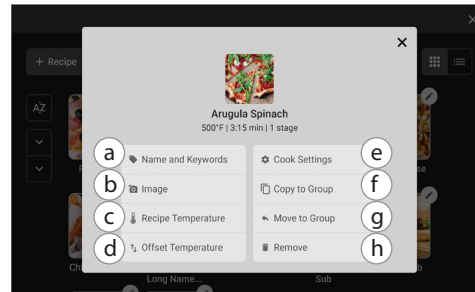 + Recipe
AZ
Arugula
Spinach
500°F | 3:15 min | 1 stage
a Name and Keywords
b Image
c Recipe Temperature
d Offset Temperature
e Cook Settings
f Copy to Group
g Move to Group
h Remove
Long Name...
Sub